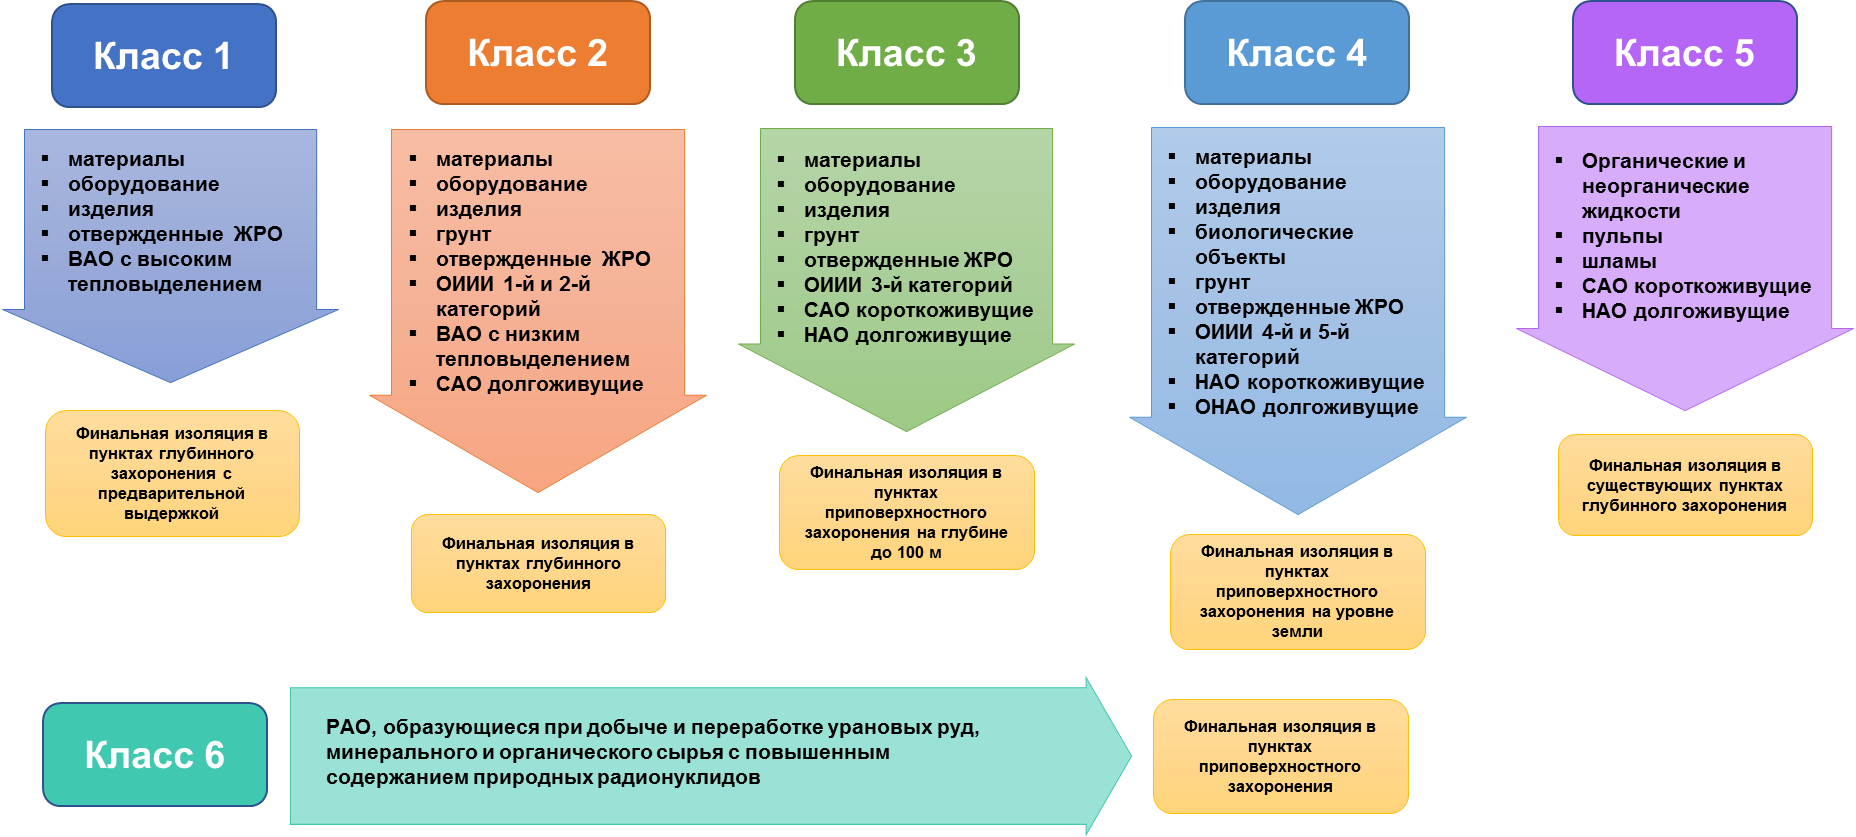 Класс 1
материалы
оборудование
изделия
отвержденные ЖРО
ВАО с высоким
тепловыделением
Финальная изоляция в
пунктах глубинного
захоронения с
предварительной
выдержкой
Класс 2
материалы
оборудование
изделия
грунт
отвержденные ЖРО
ОИИИ 1-й и 2-й
категорий
ВАО с низким
тепловыделением
САО долгоживущие
Финальная изоляция в
пунктах глубинного
захоронения
Класс 3
материалы
оборудование
изделия
грунт
отвержденные ЖРО
ОИИИ 3-й категорий
САО короткоживущие
НАО долгоживущие
Финальная изоляция в
пунктах
приповерхностного
захоронения на глубине
до 100 м
Класс 4
материалы
оборудование
изделия
биологические
объекты
грунт
отвержденные ЖРО
ОИИИ 4-й и 5-й
категорий
НАО короткоживущие
ОНАО долгоживущие
Финальная изоляция в
пунктах
приповерхностного
захоронения на уровне
земли
Класс 5
Органические и
неорганические
жидкости
пульпы
шламы
САО короткоживущие
НАО долгоживущие
Финальная изоляция в
существующих пунктах
глубинного захоронения
Класс 6
РАО, образующиеся при добыче и переработке урановых руд,
минерального и органического сырья с повышенным
содержанием природных радионуклидов
Финальная изоляция в
пунктах
приповерхностного
захоронения